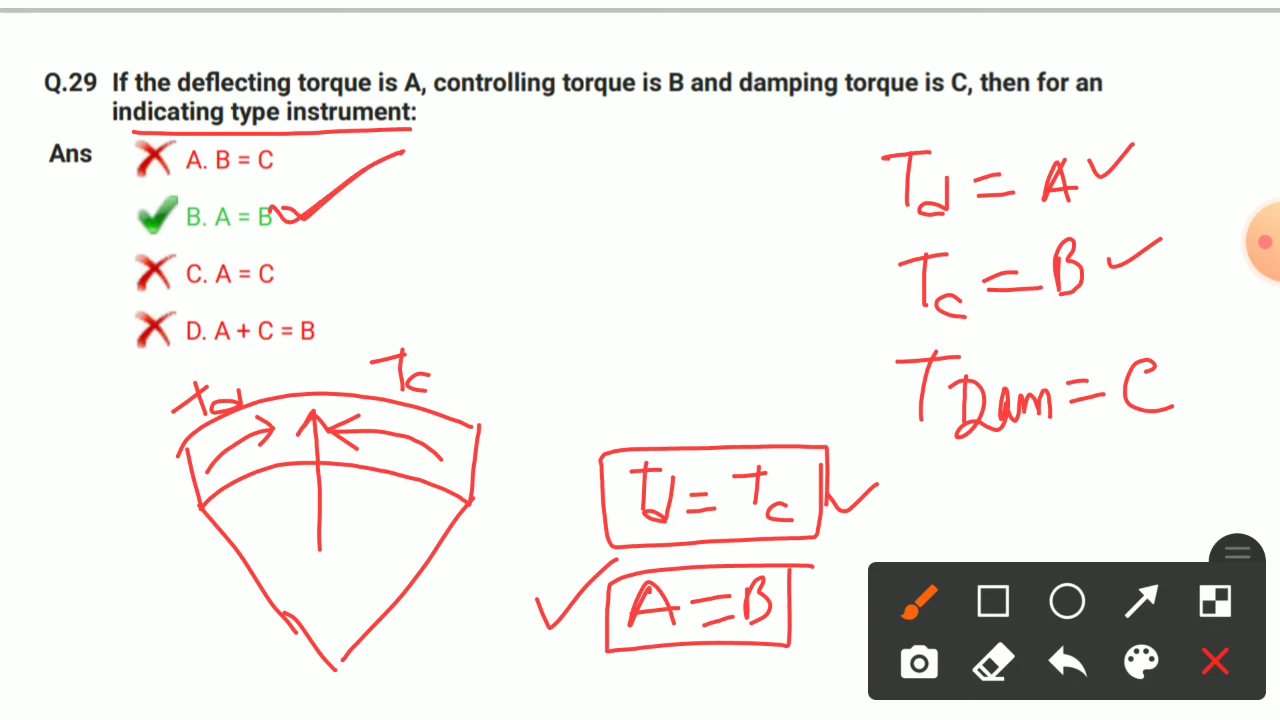 Q.29 If the deflecting torque is A, controlling torque is B and damping torque is C, then for an
indicating type instrument:
Ans
A. B = C
B. A = B
C. A = C
D. A + C = B
Td = A
Tc = B
TDam = C
Td
Tc
Td = Tc
A = B